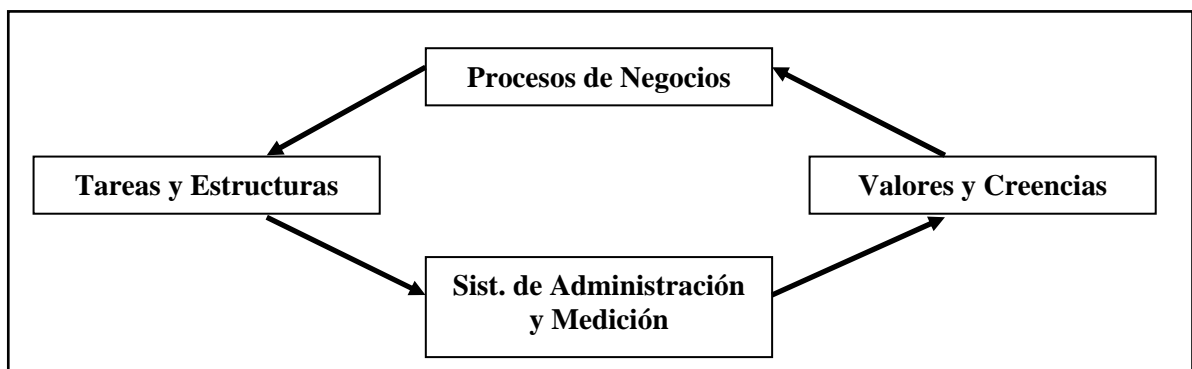 Procesos de Negocios
Tareas y Estructuras
Valores y Creencias
Sist. de Administración
y Medición